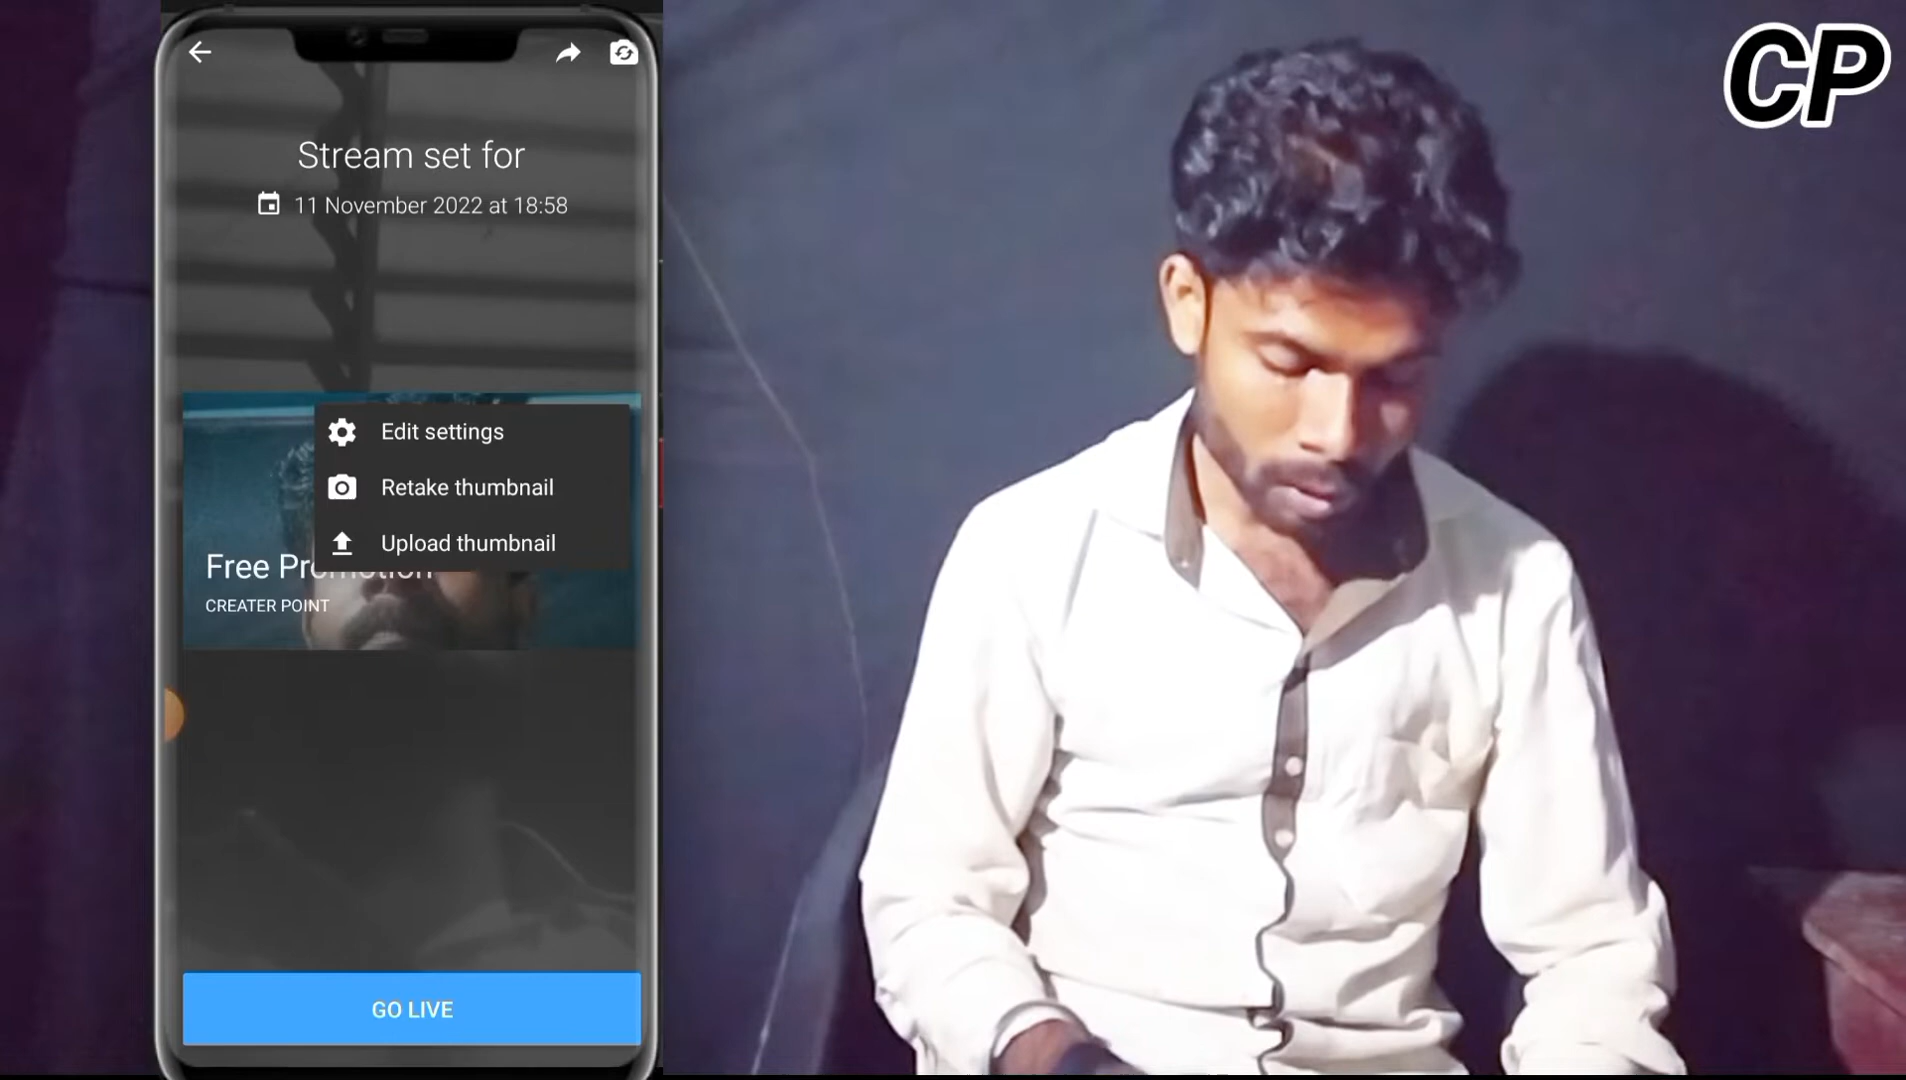 CP
Stream set for
11 November 2022 at 18:58
Edit settings
Retake thumbnail
Upload thumbnail
Free Promotion
CREATER POINT
GO LIVE